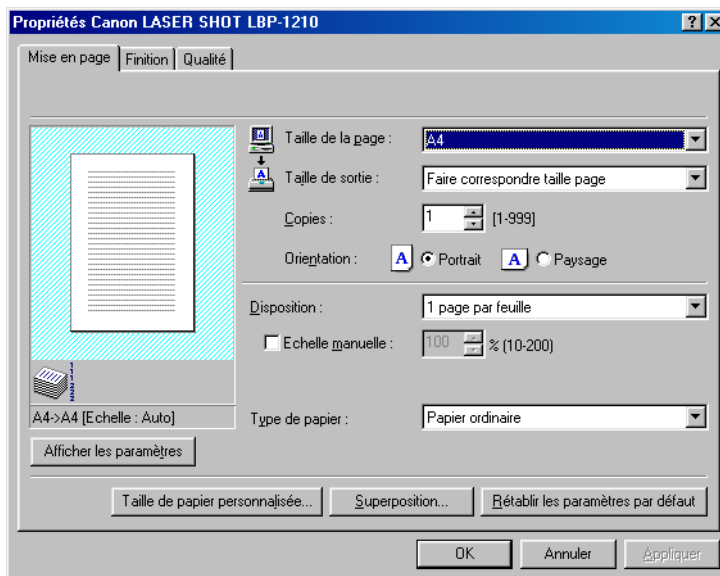 Propriétés Canon LASER SHOT LBP-1210
Mise en page Finition Qualité
Taille de la page : A4
Taille de sortie : Faire correspondre taille page
Copies : 1 [1-999]
Orientation : A Portrait A Paysage
Disposition : 1 page par feuille
Echelle manuelle : 100 % (10-200)
A4->A4 [Echelle : Auto]
Type de papier : Papier ordinaire
Afficher les paramètres
Taille de papier personnalisée... Superposition... Rétablir les paramètres par défaut
OK Annuler Appliquer